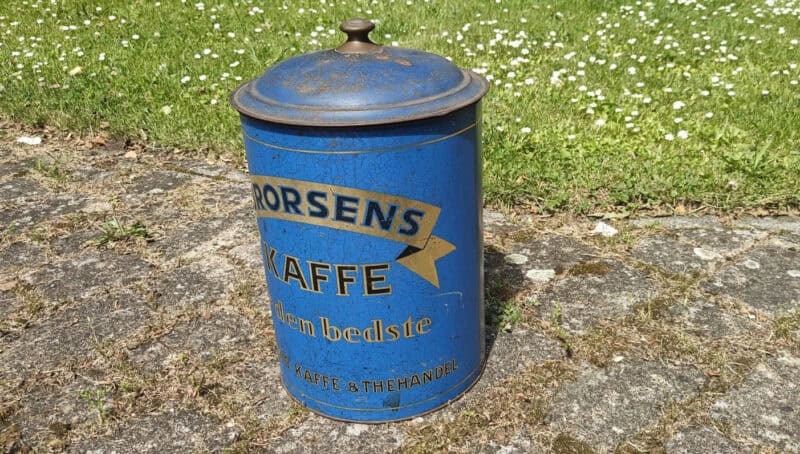 RORSENS
KAFFE
den bedste
KAFFE & THEHANDEL